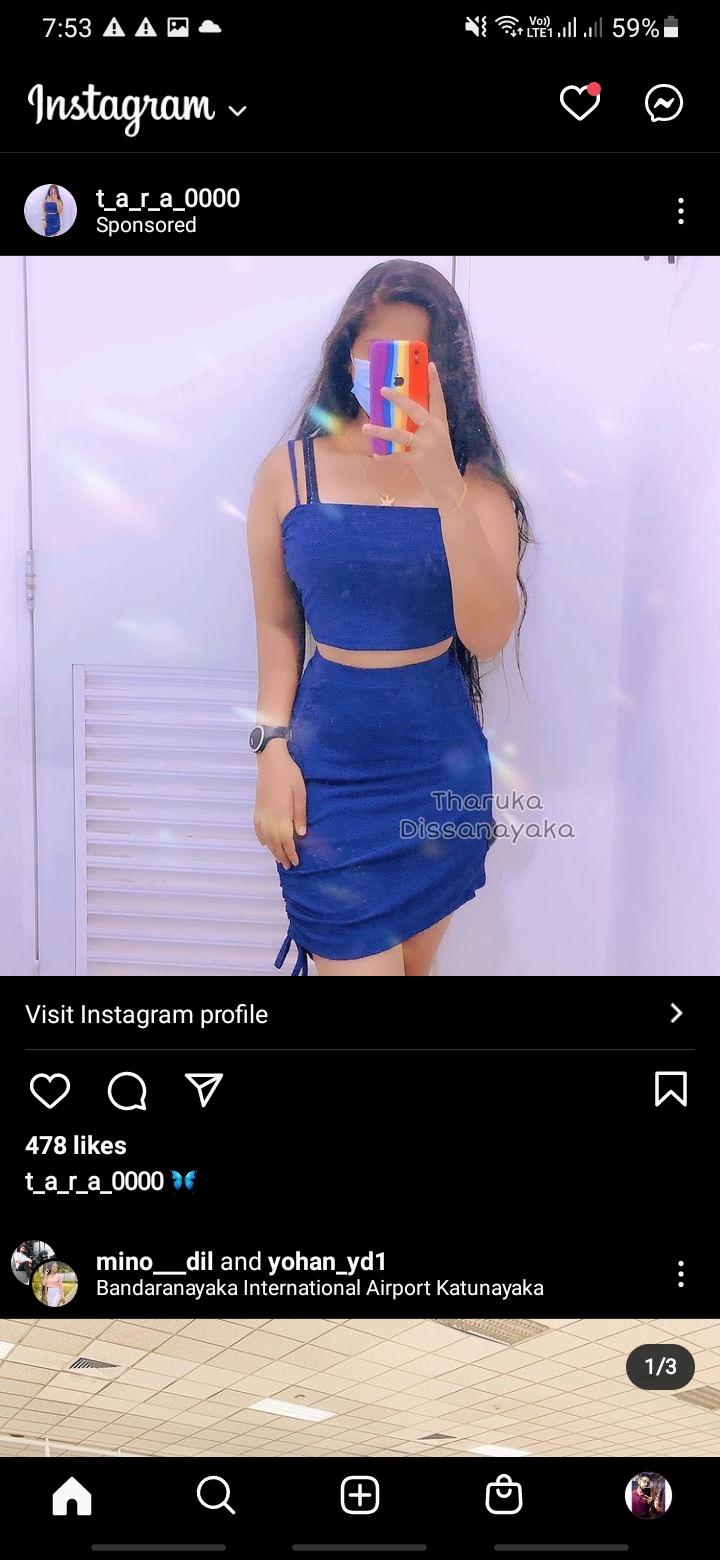 7:53
Vo))
LTE1
59%
Instagram
t_a_r_a_0000
Sponsored
Tharuka
Dissanayaka
Visit Instagram profile
478 likes
t_a_r_a_0000 🦋
mino___dil and yohan_yd1
Bandaranayaka International Airport Katunayaka
1/3